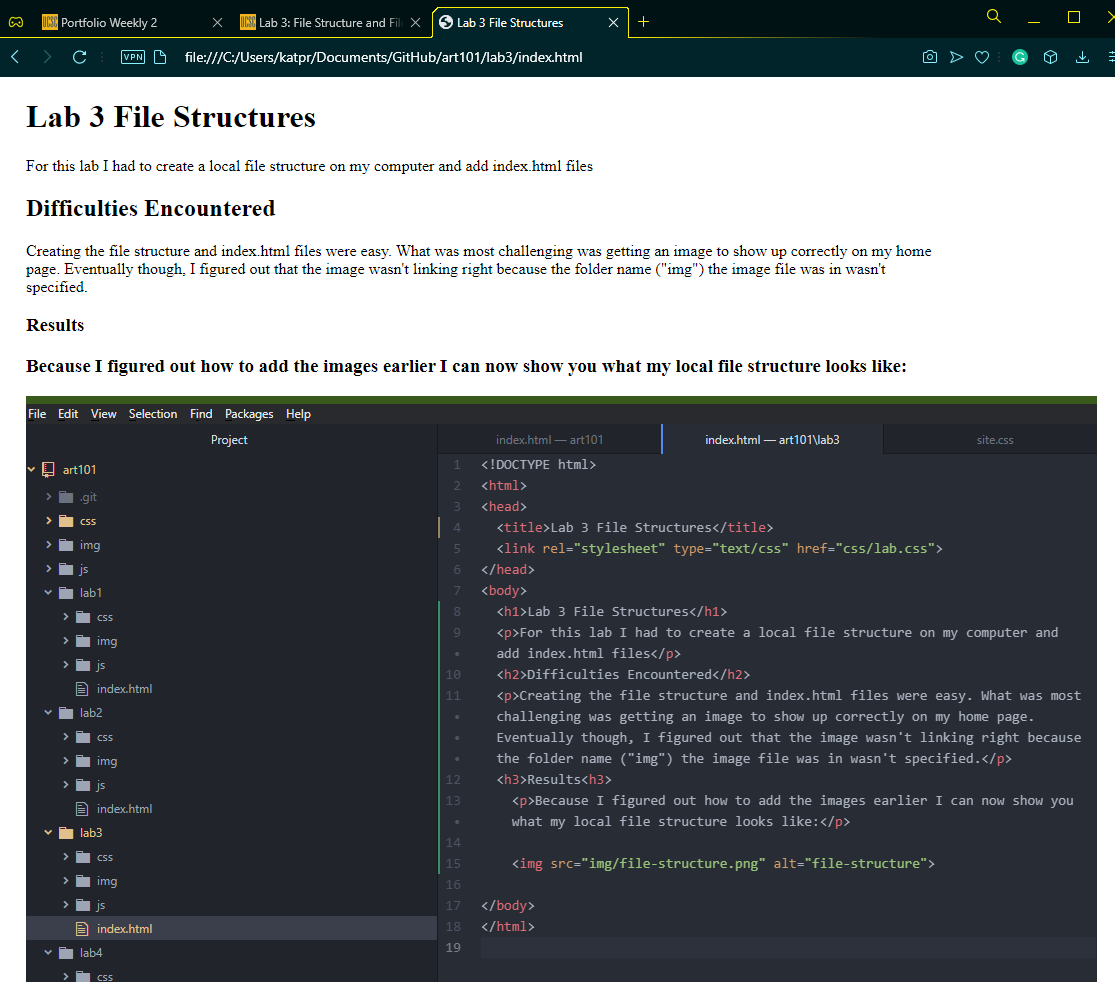 Portfolio Weekly 2
Lab 3: File Structure and Fil
Lab 3 File Structures
VPN
file:///C:/Users/katpr/Documents/GitHub/art101/lab3/index.html
Lab 3 File Structures
For this lab I had to create a local file structure on my computer and add index.html files
Difficulties Encountered
Creating the file structure and index.html files were easy. What was most challenging was getting an image to show up correctly on my home
page. Eventually though, I figured out that the image wasn't linking right because the folder name ("img") the image file was in wasn't
specified.
Results
Because I figured out how to add the images earlier I can now show you what my local file structure looks like:
File Edit View Selection Find Packages Help
Project
art101
.git
css
img
js
lab1
css
img
js
index.html
lab2
css
img
js
index.html
lab3
css
img
js
index.html
lab4
css
index.html — art101
index.html — art101\lab3
site.css
1 <!DOCTYPE html>
2 <html>
3 <head>
4 <title>Lab 3 File Structures</title>
5 <link rel="stylesheet" type="text/css" href="css/lab.css">
6 </head>
7 <body>
8 <h1>Lab 3 File Structures</h1>
9 <p>For this lab I had to create a local file structure on my computer and
• add index.html files</p>
10 <h2>Difficulties Encountered</h2>
11 <p>Creating the file structure and index.html files were easy. What was most
• challenging was getting an image to show up correctly on my home page.
• Eventually though, I figured out that the image wasn't linking right because
• the folder name ("img") the image file was in wasn't specified.</p>
12 <h3>Results<h3>
13 <p>Because I figured out how to add the images earlier I can now show you
• what my local file structure looks like:</p>
14
15 <img src="img/file-structure.png" alt="file-structure">
16
17 </body>
18 </html>
19